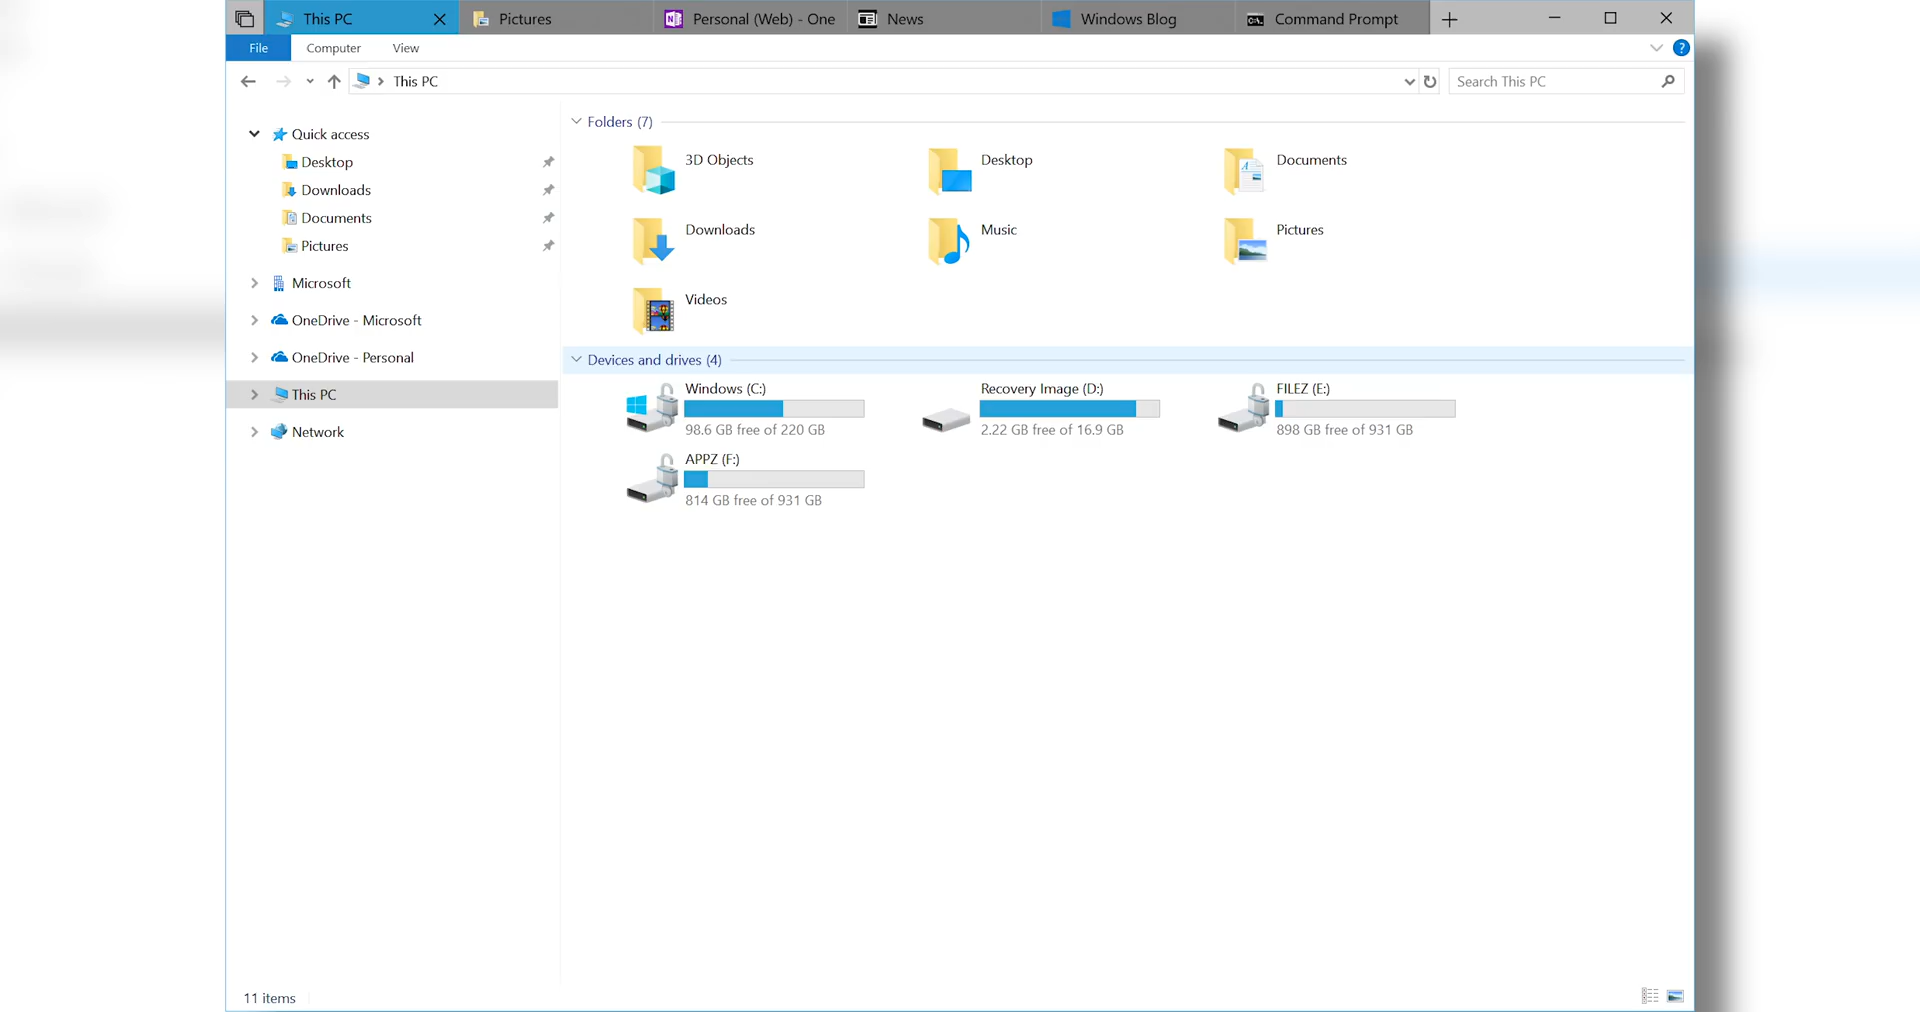 This PC
Pictures
Personal (Web) - One
News
Windows Blog
Command Prompt
File
Computer
View
?
This PC
Search This PC
Quick access
Desktop
Downloads
Documents
Pictures
Microsoft
OneDrive - Microsoft
OneDrive - Personal
This PC
Network
Folders (7)
3D Objects
Desktop
Documents
Downloads
Music
Pictures
Videos
Devices and drives (4)
Windows (C:)
98.6 GB free of 220 GB
Recovery Image (D:)
2.22 GB free of 16.9 GB
FILEZ (E:)
898 GB free of 931 GB
APPZ (F:)
814 GB free of 931 GB
11 items